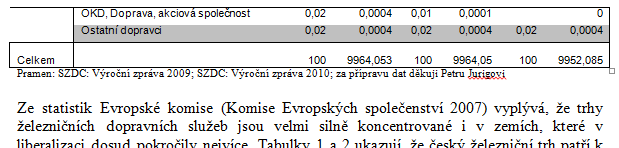 OKD, Doprava, akciová společnost 0,02 0,0004 0,01 0,0001 0
Ostatní dopravci 0,02 0,0004 0,02 0,0004 0,02 0,0004
Celkem 100 9964,053 100 9964,05 100 9952,085
Pramen: SZDC: Výroční zpráva 2009; SZDC: Výroční zpráva 2010; za přípravu dat děkuji Petru Jurigovi
Ze statistik Evropské komise (Komise Evropských společenství 2007) vyplývá, že trhy
železničních dopravních služeb jsou velmi silně koncentrované i v zemích, které v
liberalizaci dosud pokročily nejvíce. Tabulky 1 a 2 ukazují, že český železniční trh patří k